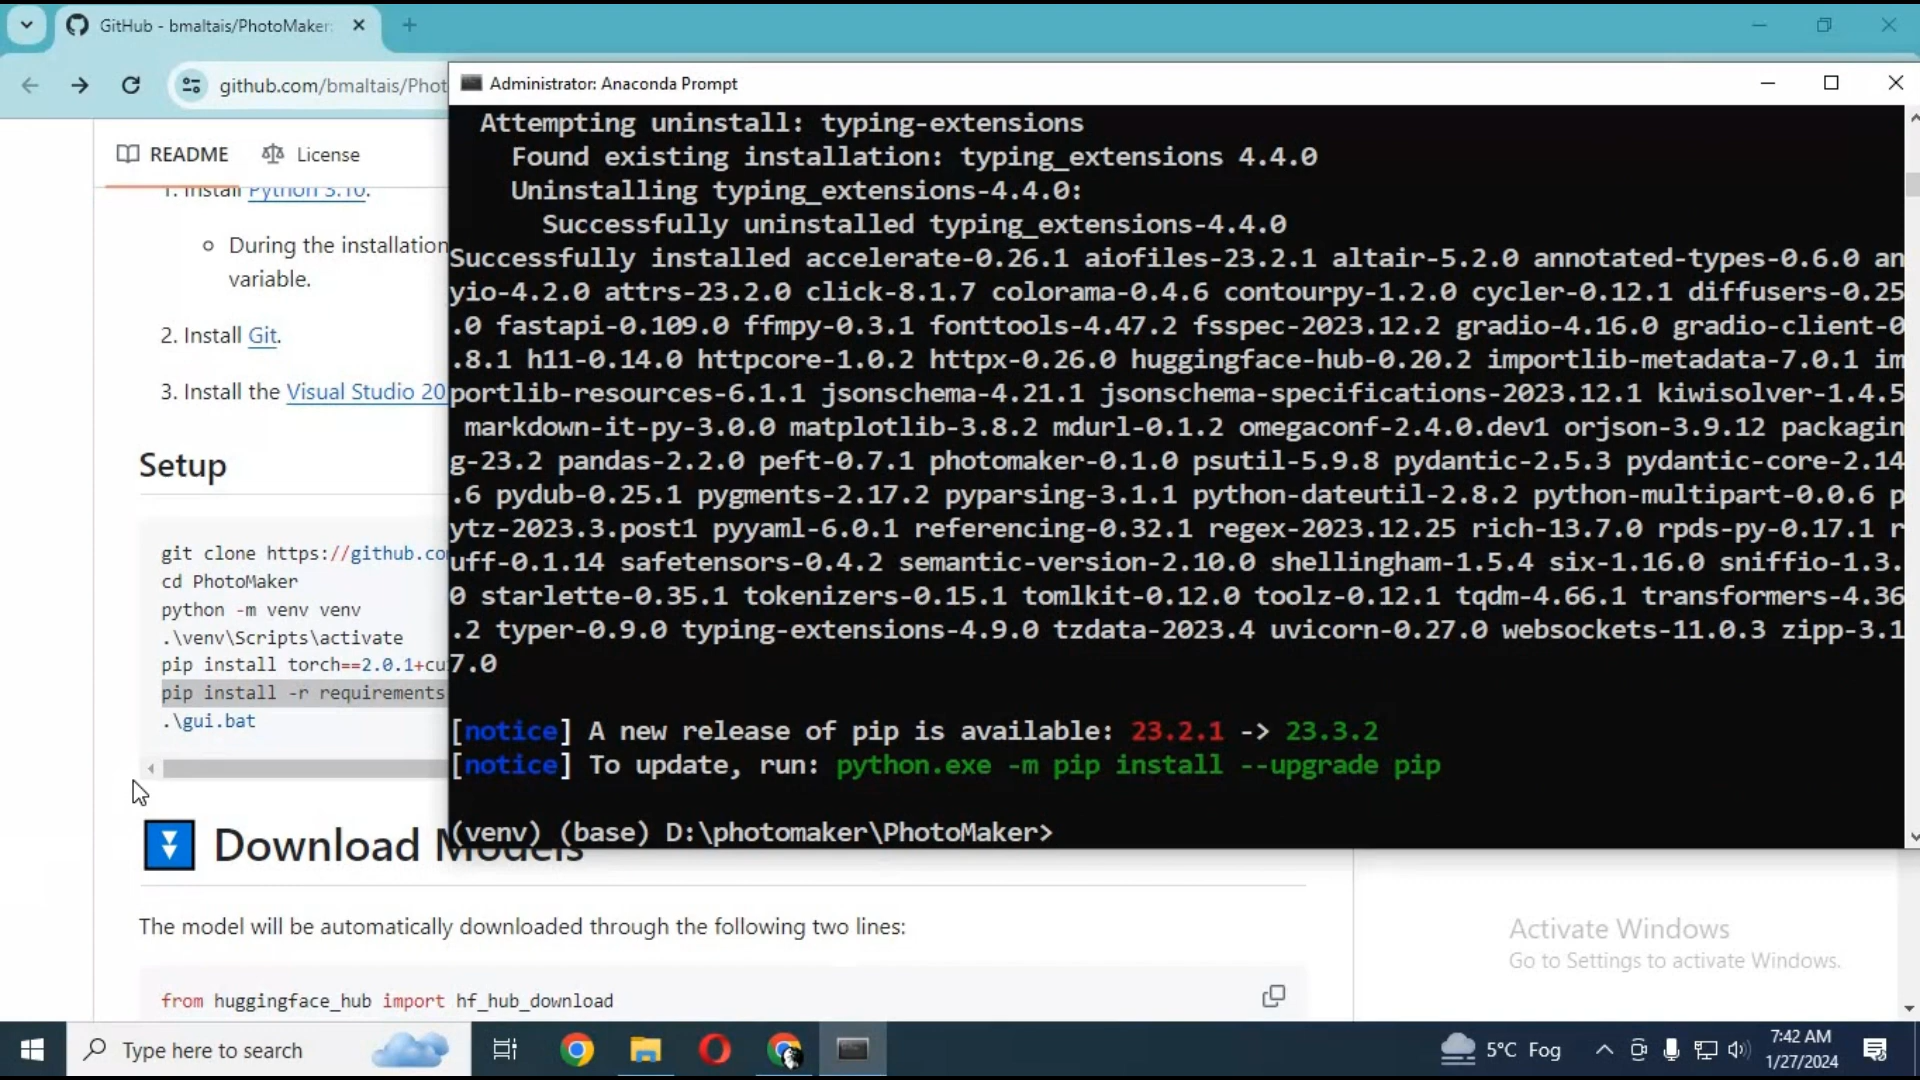 GitHub - bmaltais/PhotoMaker:
github.com/bmaltais/Phot
README
License
1. Install Python 3.10.
During the installation
variable.
2. Install Git.
3. Install the Visual Studio 20
Setup
git clone https://github.co
cd PhotoMaker
python -m venv venv
.\venv\Scripts\activate
pip install torch==2.0.1+cu
pip install -r requirements
.\gui.bat
Download Models
The model will be automatically downloaded through the following two lines:
from huggingface_hub import hf_hub_download
Administrator: Anaconda Prompt
Attempting uninstall: typing-extensions
Found existing installation: typing_extensions 4.4.0
Uninstalling typing_extensions-4.4.0:
Successfully uninstalled typing_extensions-4.4.0
Successfully installed accelerate-0.26.1 aiofiles-23.2.1 altair-5.2.0 annotated-types-0.6.0 an
yio-4.2.0 attrs-23.2.0 click-8.1.7 colorama-0.4.6 contourpy-1.2.0 cycler-0.12.1 diffusers-0.25
.0 fastapi-0.109.0 ffmpy-0.3.1 fonttools-4.47.2 fsspec-2023.12.2 gradio-4.16.0 gradio-client-0
.8.1 h11-0.14.0 httpcore-1.0.2 httpx-0.26.0 huggingface-hub-0.20.2 importlib-metadata-7.0.1 im
portlib-resources-6.1.1 jsonschema-4.21.1 jsonschema-specifications-2023.12.1 kiwisolver-1.4.5
markdown-it-py-3.0.0 matplotlib-3.8.2 mdurl-0.1.2 omegaconf-2.4.0.dev1 orjson-3.9.12 packagin
g-23.2 pandas-2.2.0 peft-0.7.1 photomaker-0.1.0 psutil-5.9.8 pydantic-2.5.3 pydantic-core-2.14
.6 pydub-0.25.1 pygments-2.17.2 pyparsing-3.1.1 python-dateutil-2.8.2 python-multipart-0.0.6 p
ytz-2023.3.post1 pyyaml-6.0.1 referencing-0.32.1 regex-2023.12.25 rich-13.7.0 rpds-py-0.17.1 r
uff-0.1.14 safetensors-0.4.2 semantic-version-2.10.0 shellingham-1.5.4 six-1.16.0 sniffio-1.3.
0 starlette-0.35.1 tokenizers-0.15.1 tomlkit-0.12.0 toolz-0.12.1 tqdm-4.66.1 transformers-4.36
.2 typer-0.9.0 typing-extensions-4.9.0 tzdata-2023.4 uvicorn-0.27.0 websockets-11.0.3 zipp-3.1
7.0
[notice] A new release of pip is available: 23.2.1 -> 23.3.2
[notice] To update, run: python.exe -m pip install --upgrade pip
(venv) (base) D:\photomaker\PhotoMaker>
Activate Windows
Go to Settings to activate Windows.
Type here to search
5°C Fog
7:42 AM
1/27/2024